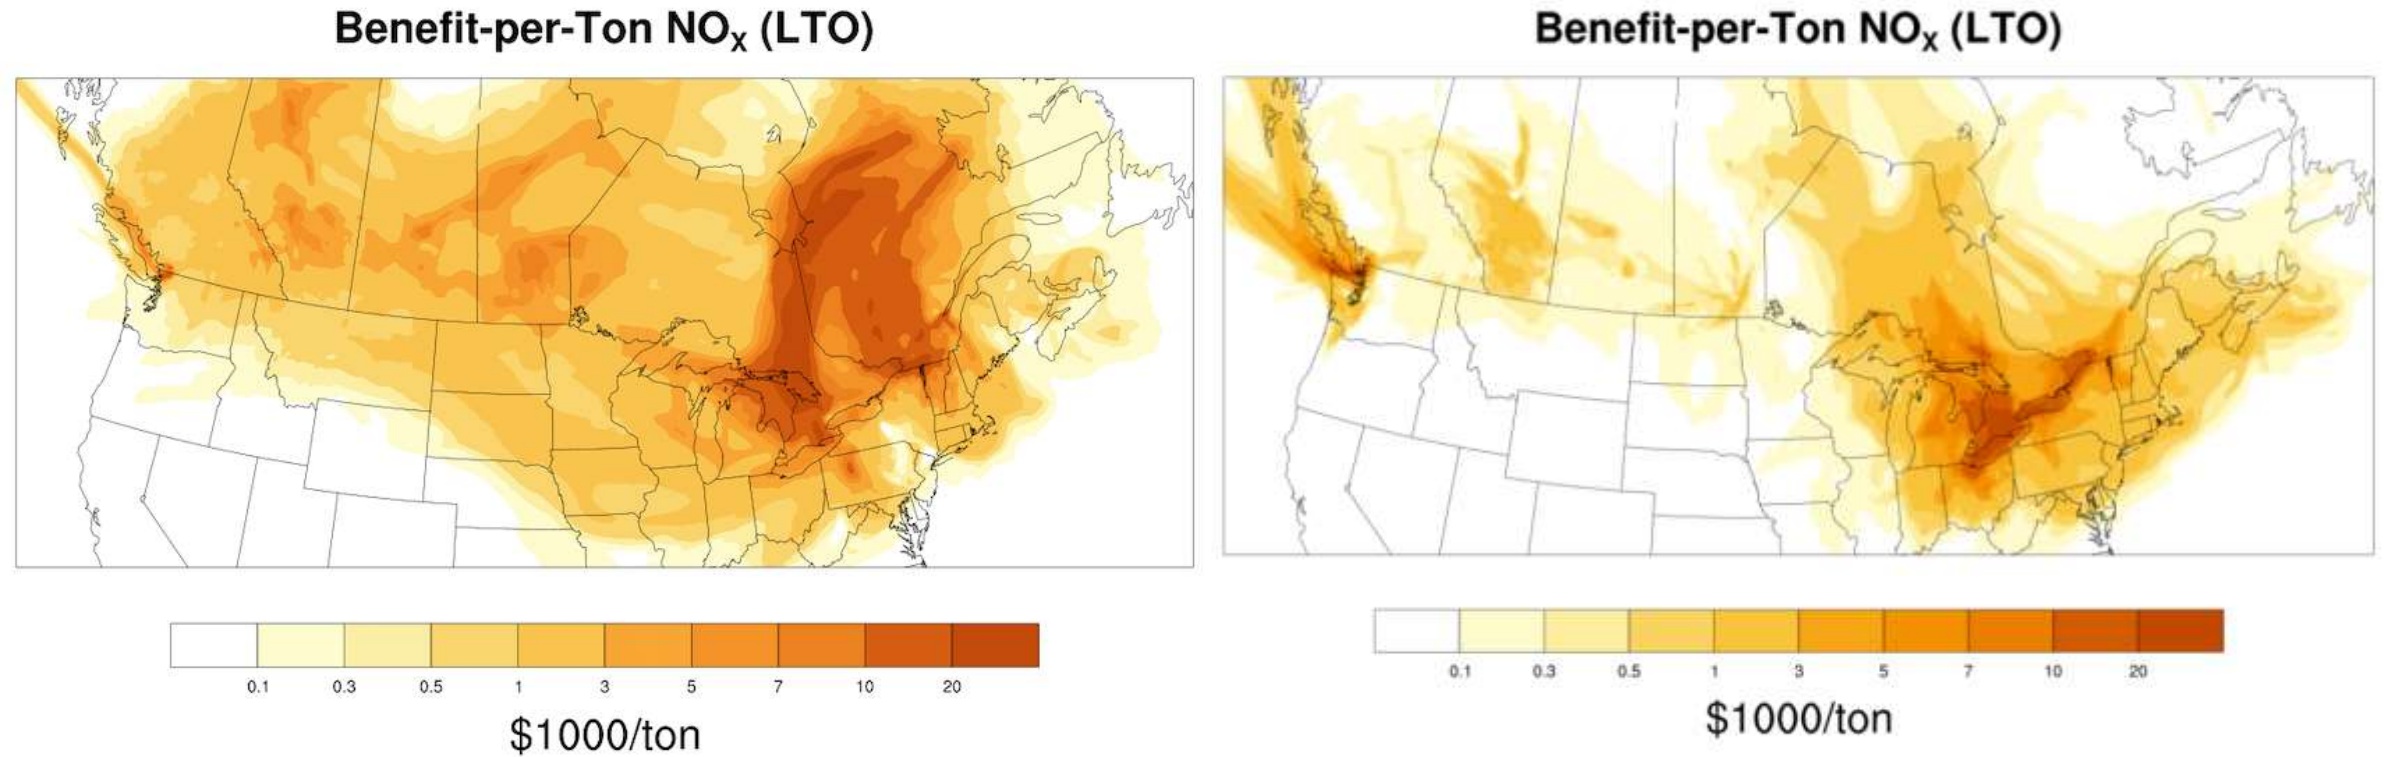 Benefit-per-Ton NOX (LTO)
0.1 0.3 0.5 1 3 5 7 10 20
$1000/ton
Benefit-per-Ton NOX (LTO)
0.1 0.3 0.5 1 3 5 7 10 20
$1000/ton